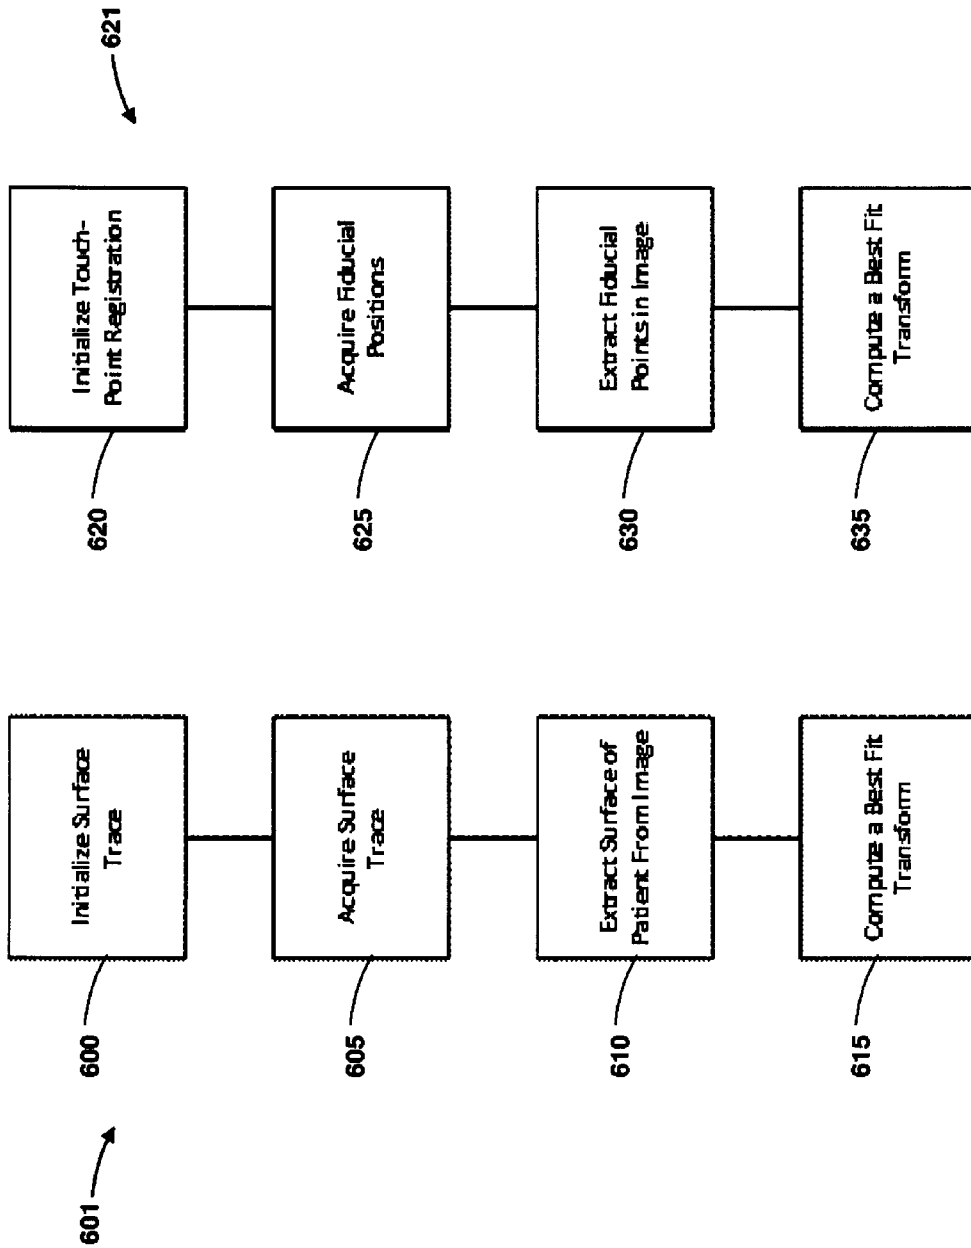 601
600
Initialize Surface
Trace
605
Acquire Surface
Trace
610
Extract Surface of
Patient From Image
615
Compute a Best Fit
Transform
621
620
Initialize Touch-
Point Registration
625
Acquire Fiducial
Positions
630
Extract Fiducial
Points in Image
635
Compute a Best Fit
Transform